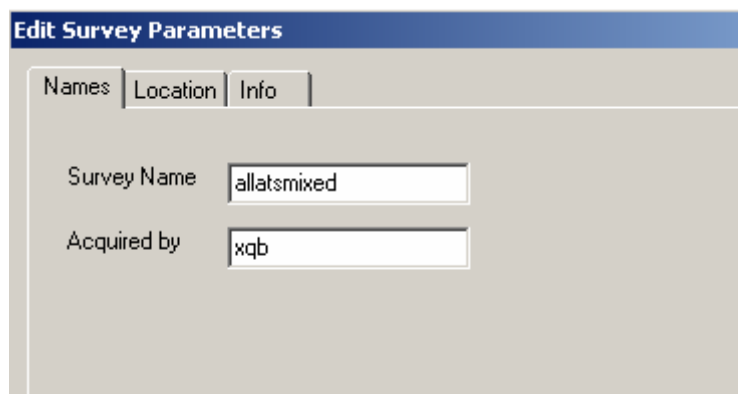 Edit Survey Parameters
Names Location Info
Survey Name allatsmixed
Acquired by xqb